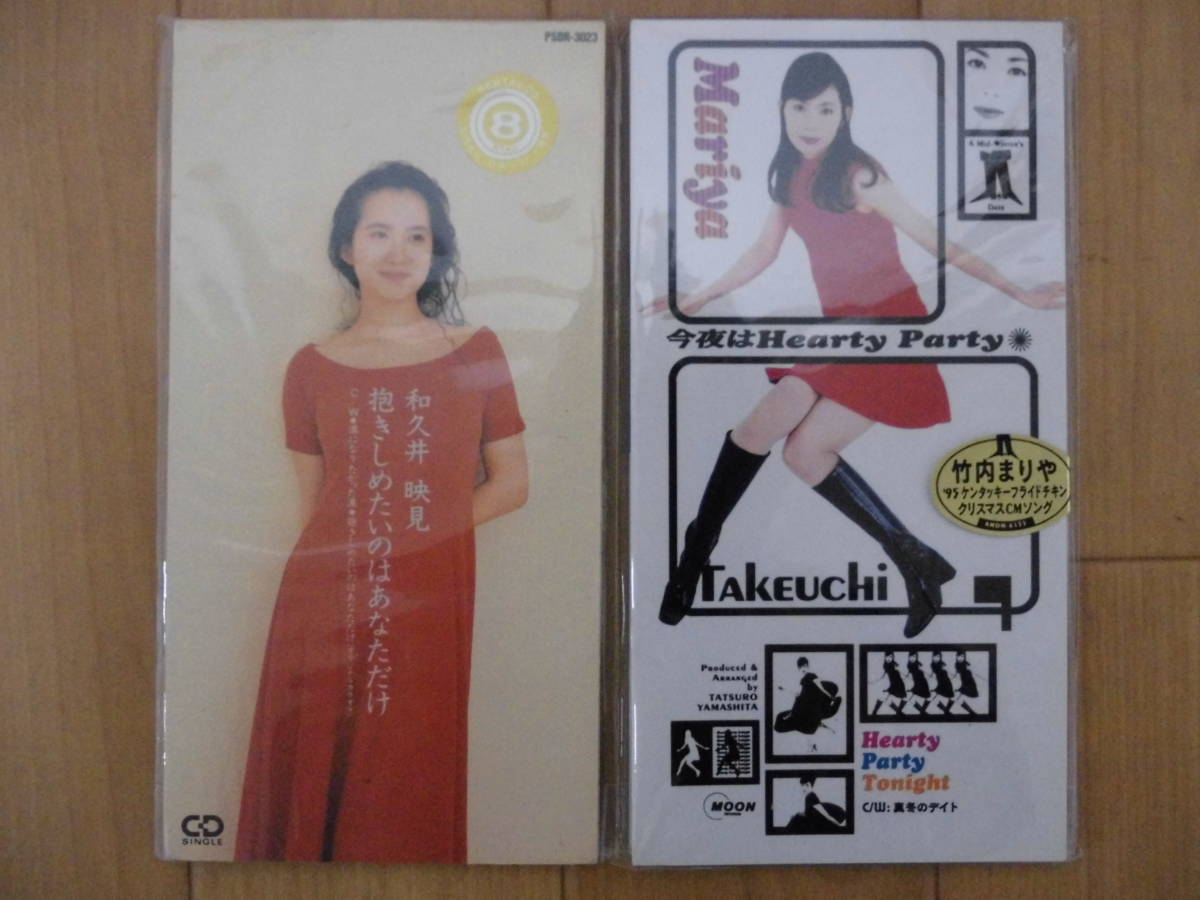 PSDR-3023
8
和久井 映見
抱きしめたいのはあなただけ
CD
SINGLE
Mariya
A Mid-Winter's
Date
今夜はHearty Party
竹内まりや
'95ケンタッキーフライドチキン
クリスマスCMソング
TAKEUCHI
PRODUCED &
ARRANGED
by
TATSURO
YAMASHITA
Hearty
Party
Tonight
MOON
C/W: 真冬のデイト